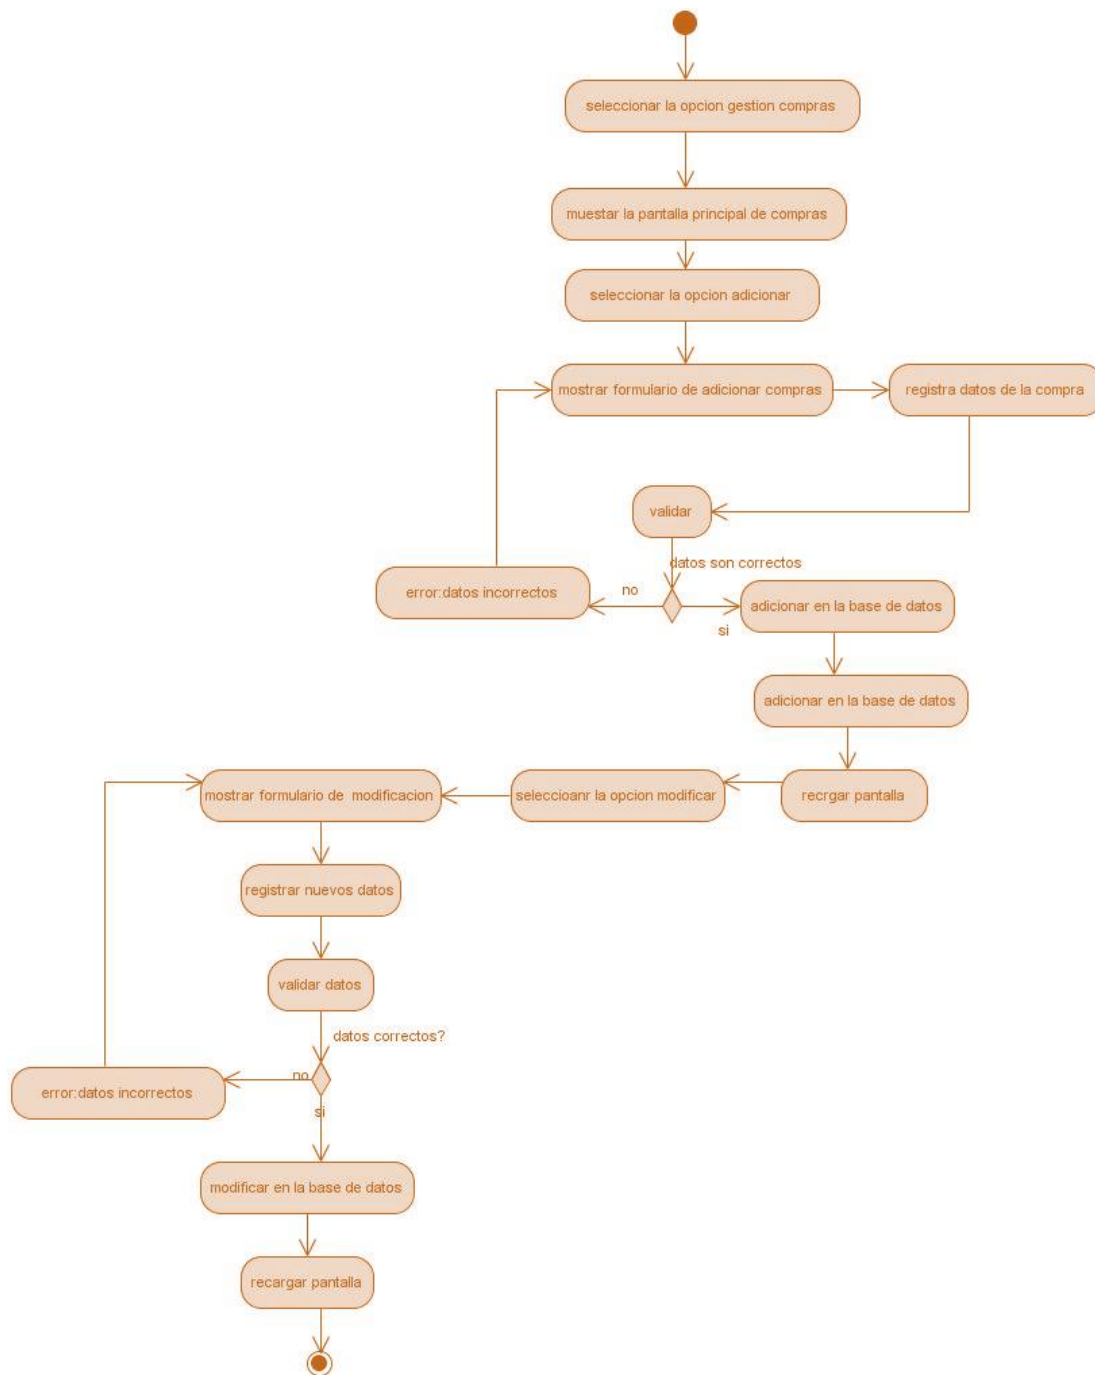 seleccionar la opcion gestion compras
muestar la pantalla principal de compras
seleccionar la opcion adicionar
mostrar formulario de adicionar compras
registra datos de la compra
validar
datos son correctos
no
si
error:datos incorrectos
adicionar en la base de datos
adicionar en la base de datos
recrgar pantalla
seleccioanr la opcion modificar
mostrar formulario de modificacion
registrar nuevos datos
validar datos
datos correctos?
no
si
error:datos incorrectos
modificar en la base de datos
recargar pantalla